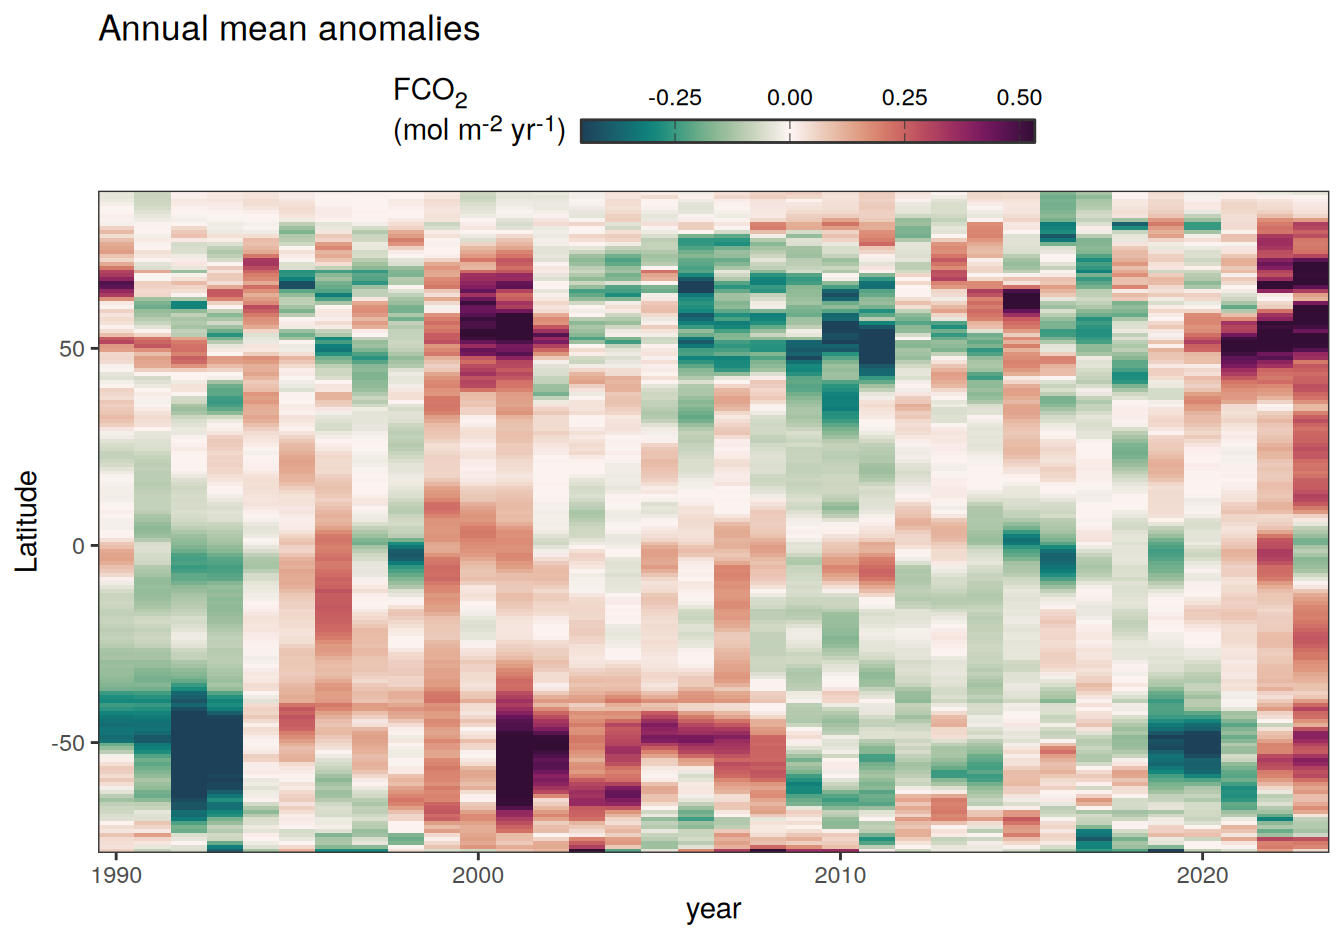 Annual mean anomalies
FCO₂
(mol m⁻² yr⁻¹)
-0.25 0.00 0.25 0.50
Latitude
50
0
-50
1990 2000 2010 2020
year